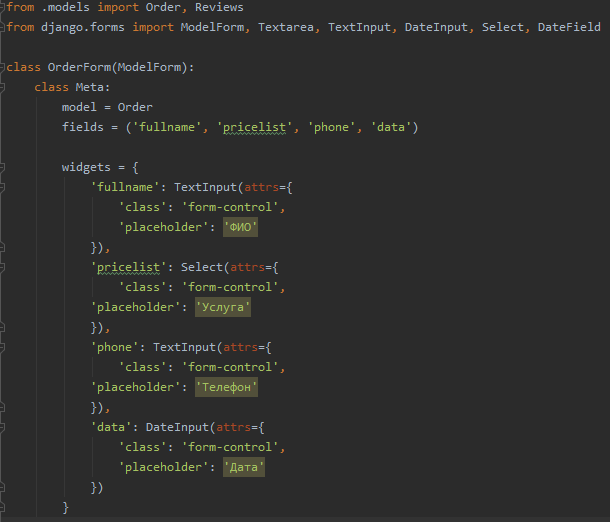 from .models import Order, Reviews
from django.forms import ModelForm, Textarea, TextInput, DateInput, Select, DateField
class OrderForm(ModelForm):
    class Meta:
        model = Order
        fields = ('fullname', 'pricelist', 'phone', 'data')
        widgets = {
            'fullname': TextInput(attrs={
                'class': 'form-control',
                'placeholder': 'ФИО'
            }),
            'pricelist': Select(attrs={
                'class': 'form-control',
            'placeholder': 'Услуга'
            }),
            'phone': TextInput(attrs={
                'class': 'form-control',
            'placeholder': 'Телефон'
            }),
            'data': DateInput(attrs={
                'class': 'form-control',
                'placeholder': 'Дата'
            })
        }